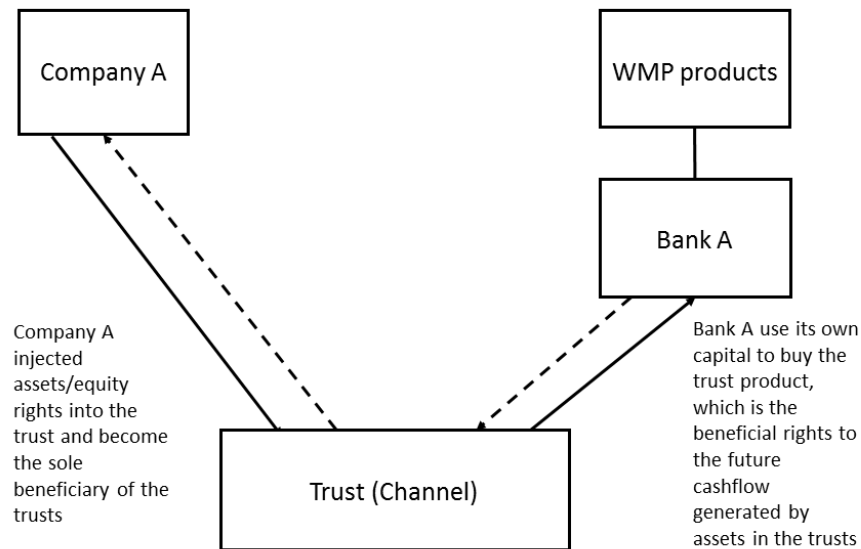 Company A
WMP products
Bank A
Company A
injected
assets/equity
rights into the
trust and become
the sole
beneficiary of the
trusts
Bank A use its own
capital to buy the
trust product,
which is the
beneficial rights to
the future
cashflow
generated by
assets in the trusts
Trust (Channel)